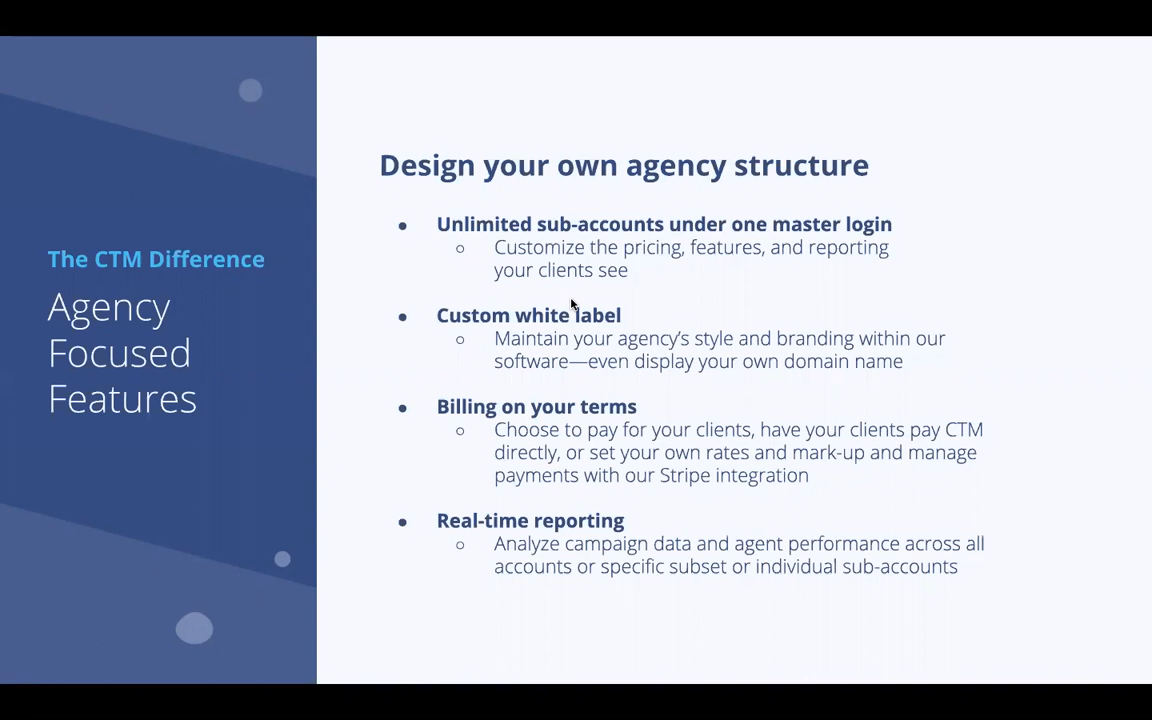 The CTM Difference
Agency
Focused
Features
Design your own agency structure
● Unlimited sub-accounts under one master login
○ Customize the pricing, features, and reporting
your clients see
● Custom white label
○ Maintain your agency’s style and branding within our
software—even display your own domain name
● Billing on your terms
○ Choose to pay for your clients, have your clients pay CTM
directly, or set your own rates and mark-up and manage
payments with our Stripe integration
● Real-time reporting
○ Analyze campaign data and agent performance across all
accounts or specific subset or individual sub-accounts